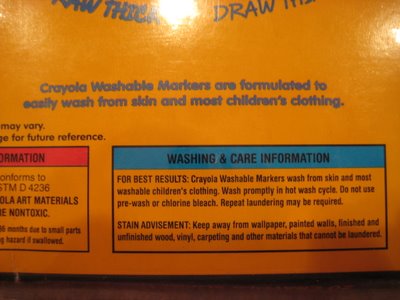 RAW THICK DRAW THI
Crayola Washable Markers are formulated to
easily wash from skin and most children's clothing.
may vary.
ge for future reference.
ORMATION
onforms to
STM D 4236
OLA ART MATERIALS
RE NONTOXIC.
36 months due to small parts
ng hazard if swallowed.
WASHING & CARE INFORMATION
FOR BEST RESULTS: Crayola Washable Markers wash from skin and most
washable children's clothing. Wash promptly in hot wash cycle. Do not use
pre-wash or chlorine bleach. Repeat laundering may be required.
STAIN ADVISEMENT: Keep away from wallpaper, painted walls, finished and
unfinished wood, vinyl, carpeting and other materials that cannot be laundered.